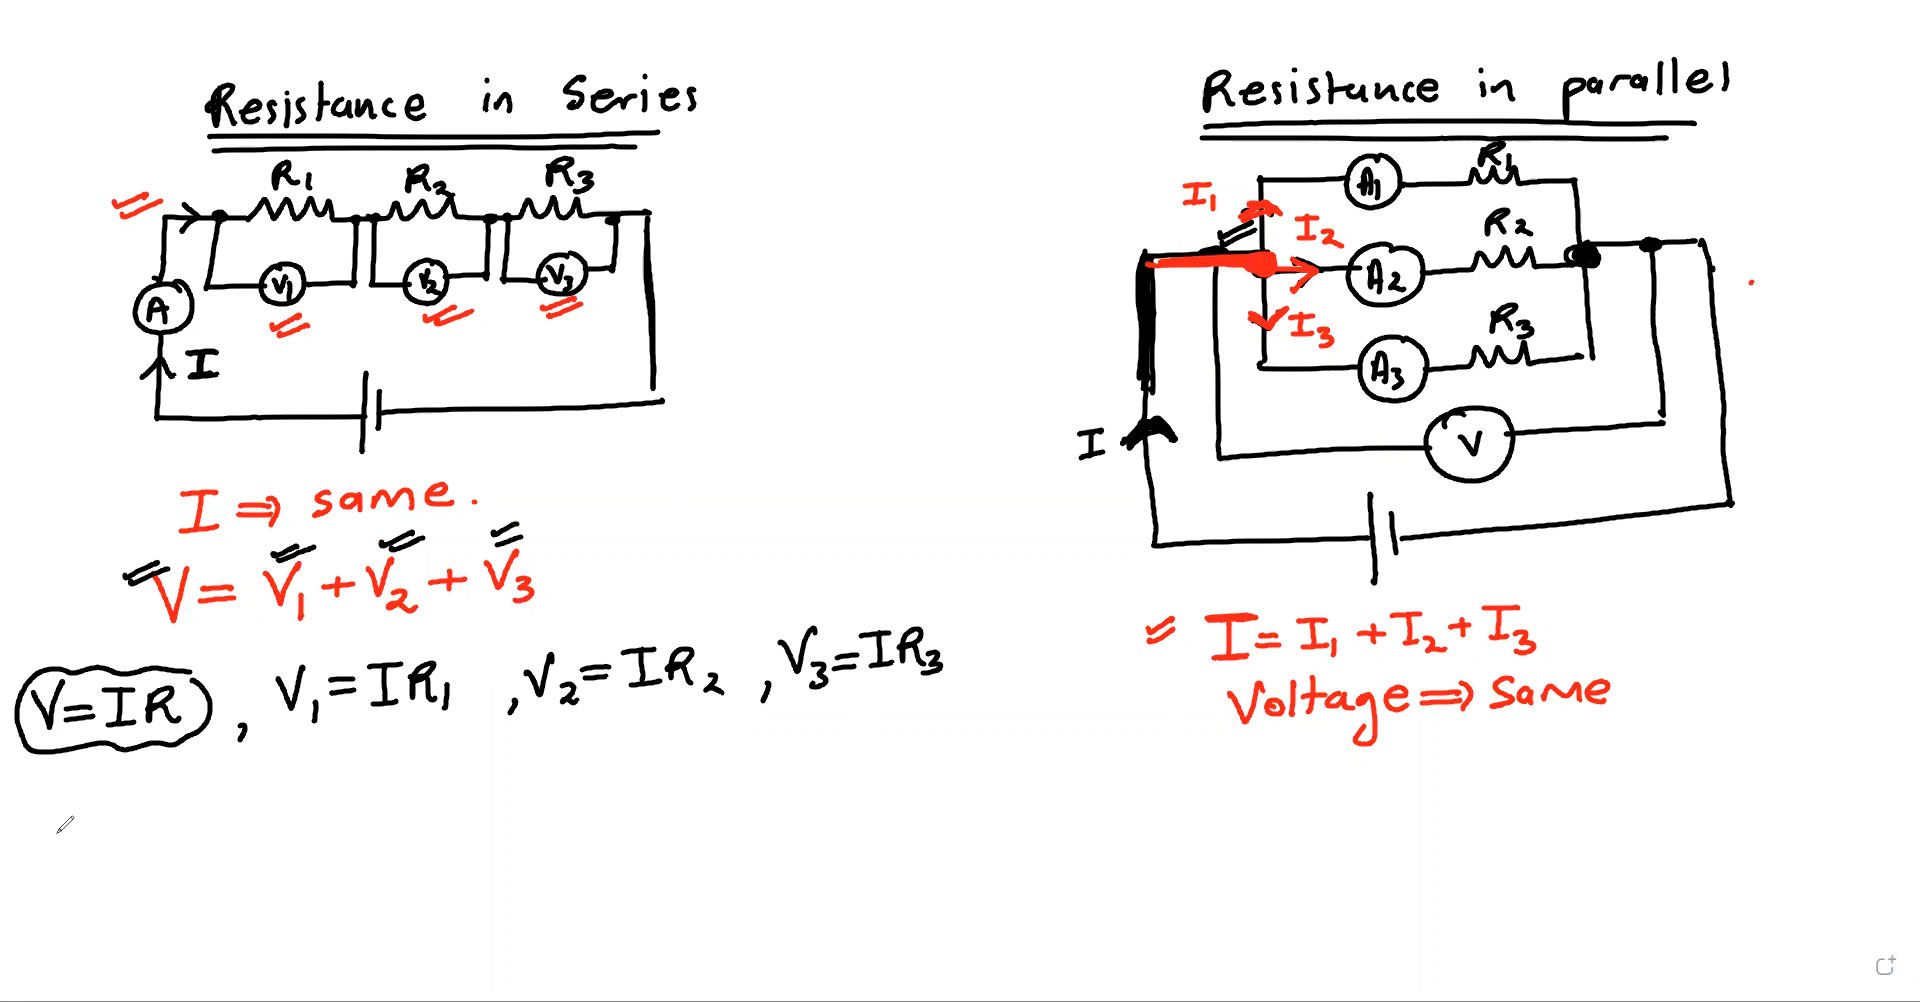 Resistance in Series
R₁ R₂ R₃
V₁ V₂ V₃
A
I
I ⇒ same.
V = V₁ + V₂ + V₃
V=IR , V₁ = IR₁ , V₂ = IR₂ , V₃ = IR₃
Resistance in parallel
A₁ R₁
I₁
I₂ A₂ R₂
I₃ A₃ R₃
I V
I = I₁ + I₂ + I₃
Voltage ⇒ Same